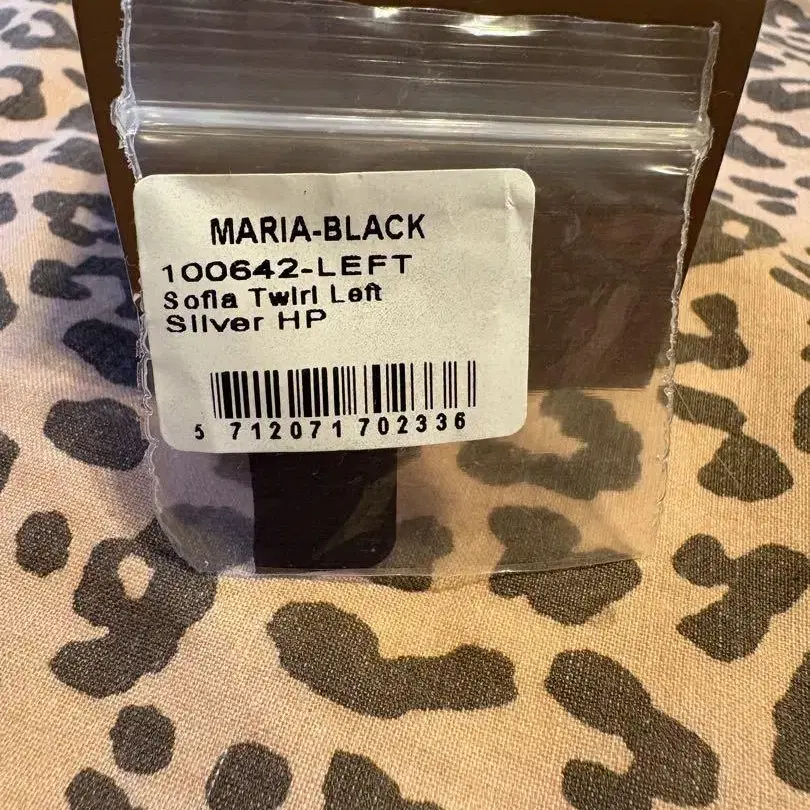 MARIA-BLACK
100642-LEFT
Sofia Twirl Left
Silver HP
5 712071 702336